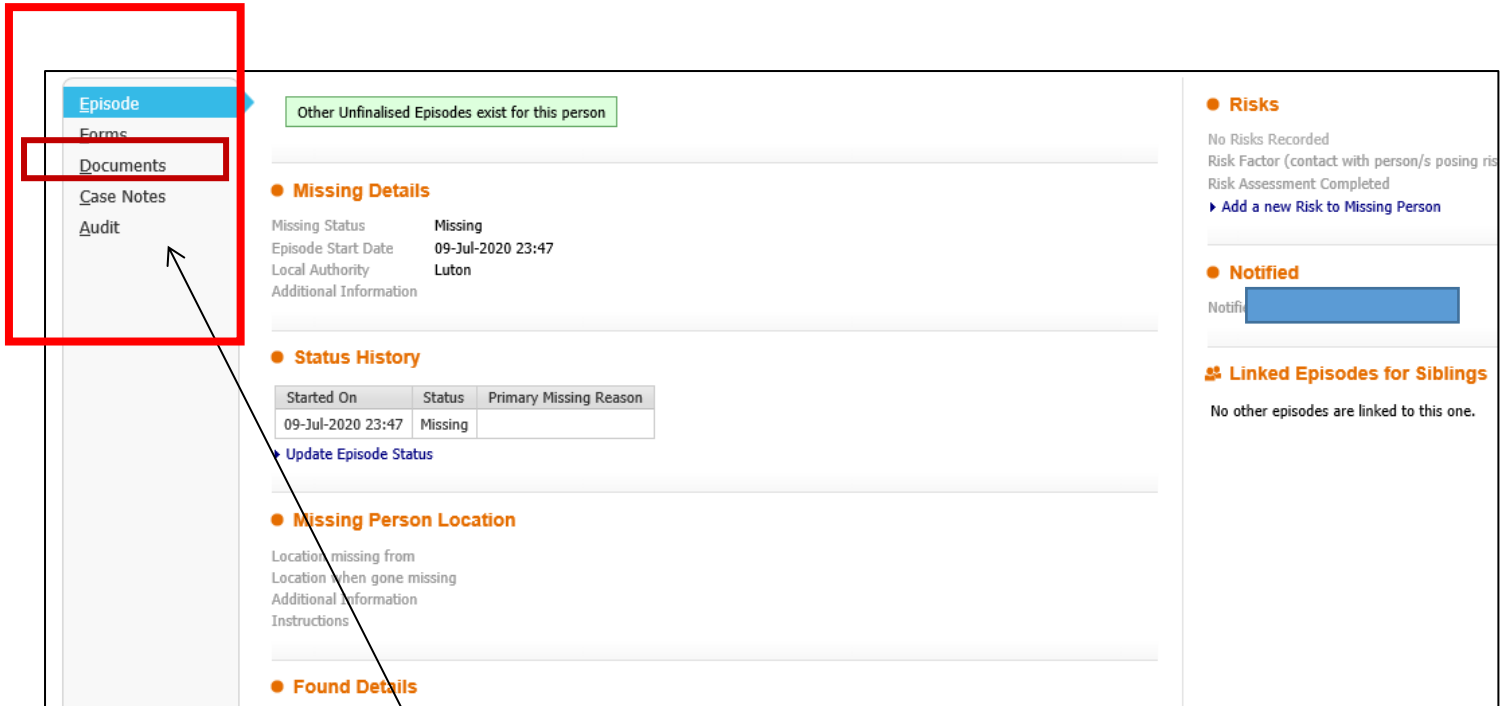 Episode
Forms
Documents
Case Notes
Audit
Other Unfinalised Episodes exist for this person
Missing Details
Missing Status Missing
Episode Start Date 09-Jul-2020 23:47
Local Authority Luton
Additional Information
Status History
Started On Status Primary Missing Reason
09-Jul-2020 23:47 Missing
Update Episode Status
Missing Person Location
Location missing from
Location when gone missing
Additional Information
Instructions
Found Details
Risks
No Risks Recorded
Risk Factor (contact with person/s posing ris
Risk Assessment Completed
Add a new Risk to Missing Person
Notified
Notifi
Linked Episodes for Siblings
No other episodes are linked to this one.